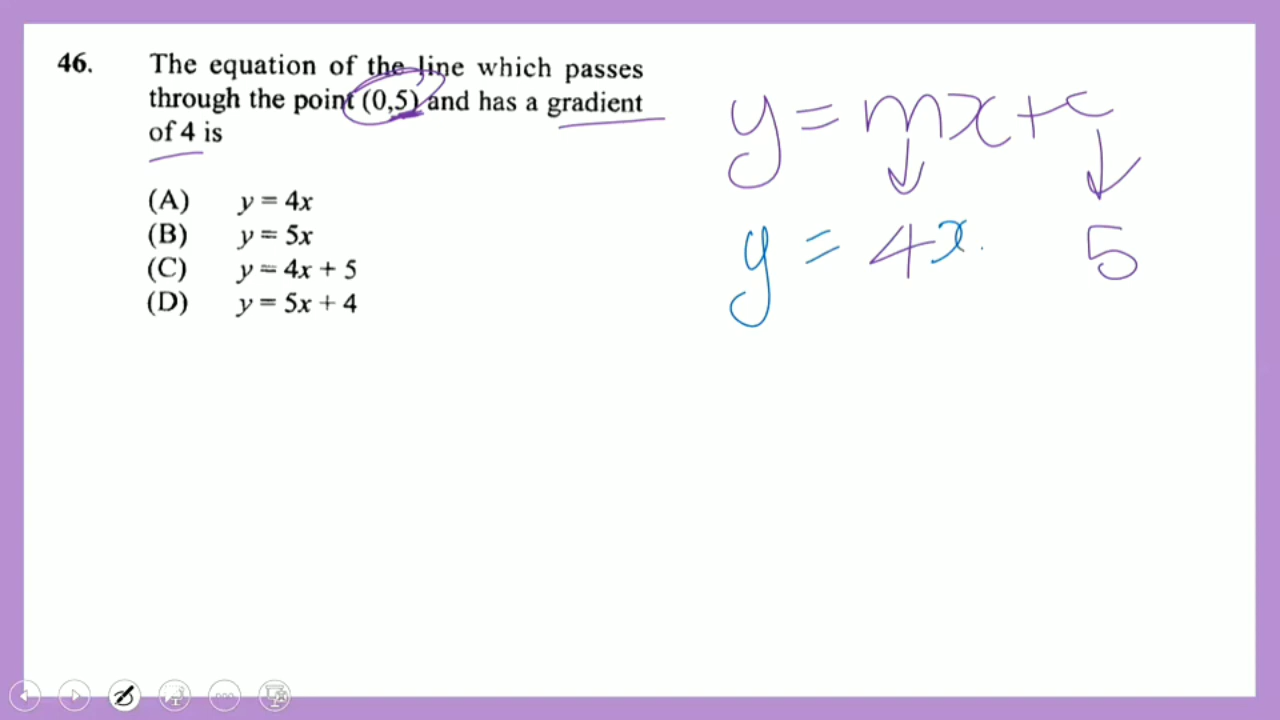 46. The equation of the line which passes
through the point (0,5) and has a gradient
of 4 is
(A) y = 4x
(B) y = 5x
(C) y = 4x + 5
(D) y = 5x + 4
y = mx + c
y = 4x 5